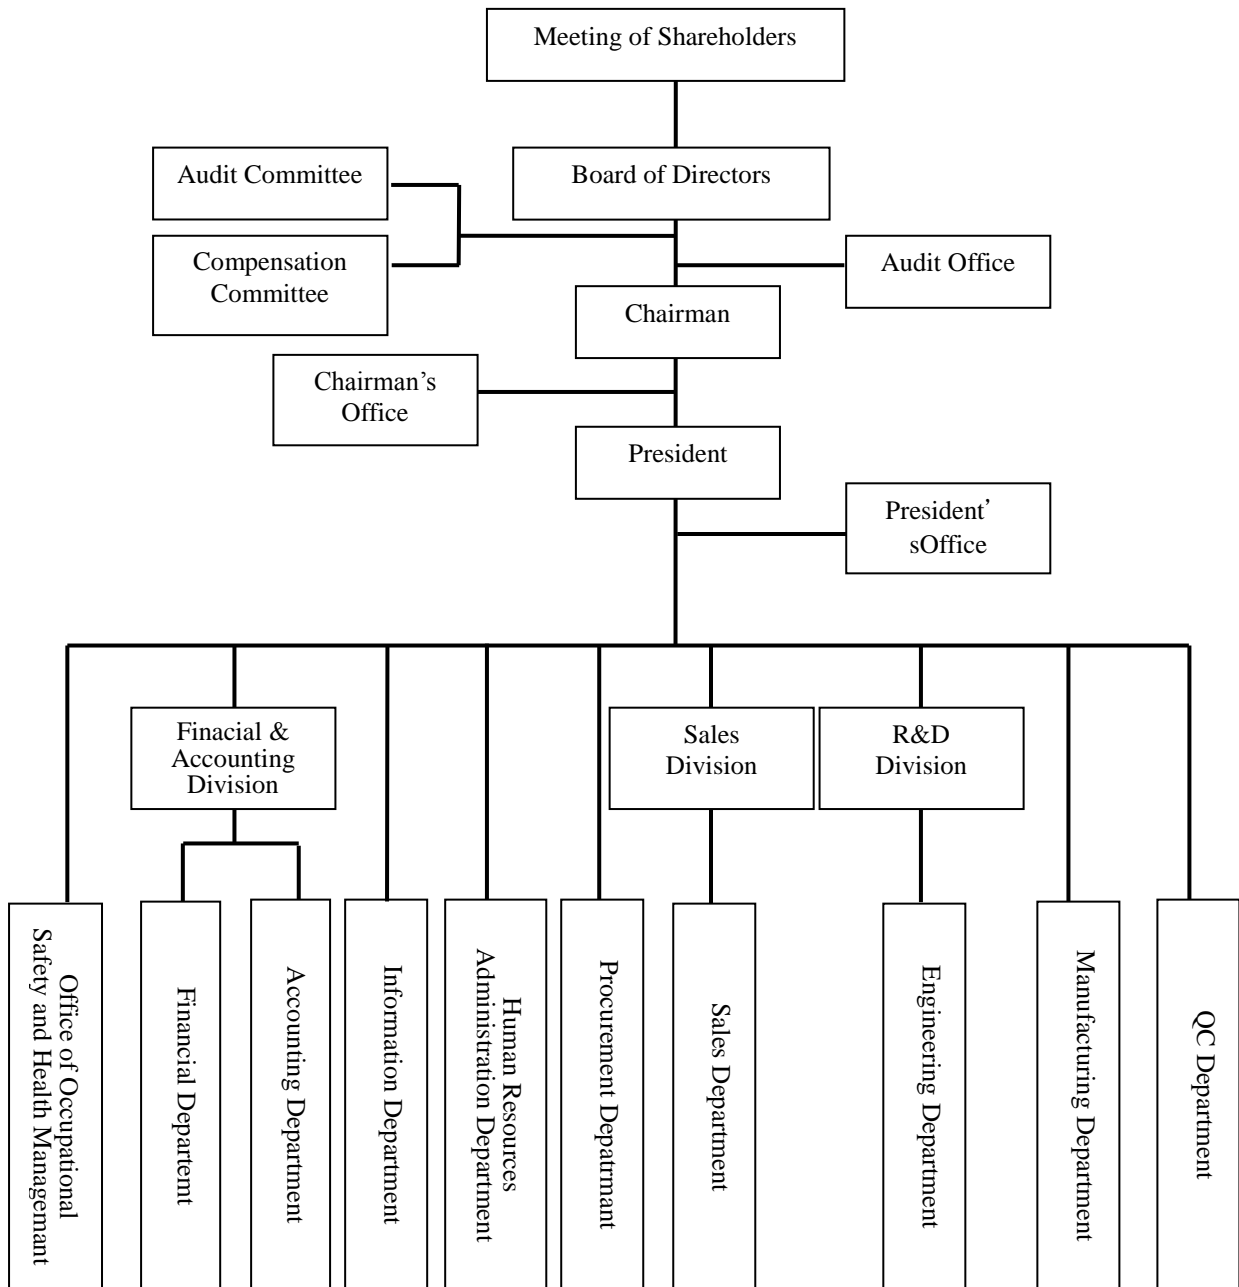 Meeting of Shareholders
Audit Committee
Board of Directors
Compensation
Committee
Audit Office
Chairman
Chairman’s
Office
President
President’
sOffice
Finacial &
Accounting
Division
Sales
Division
R&D
Division
Office of Occupational
Safety and Health Managemant
Financial Departemt
Accounting Department
Information Department
Human Resources
Administration Department
Procurement Depatrmant
Sales Department
Engineering Department
Manufacturing Department
QC Department